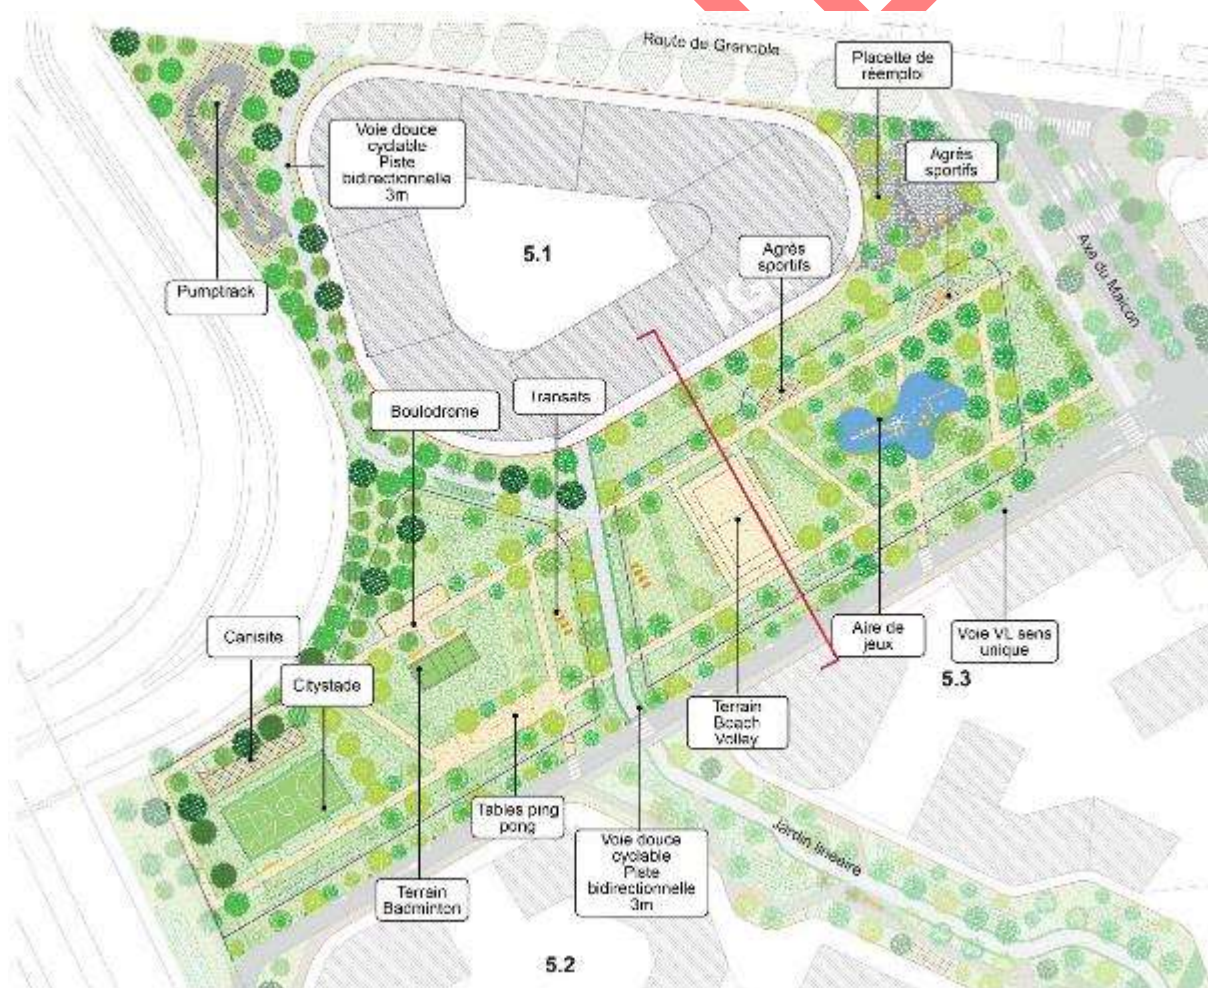 Route de Grenoble
Placette de
réemploi
Voie douce
cyclable
Piste
bidirectionnelle
3m
Agrès
sportifs
5.1
Agrès
sportifs
Axe du Maicon
Pumptrack
Boulodrome
Transats
Canisite
Citystade
Aire de
jeux
Voie VL sens
unique
5.3
Terrain
Beach
Volley
Tables ping
pong
Voie douce
cyclable
Piste
bidirectionnelle
3m
Jardin linéaire
Terrain
Badminton
5.2